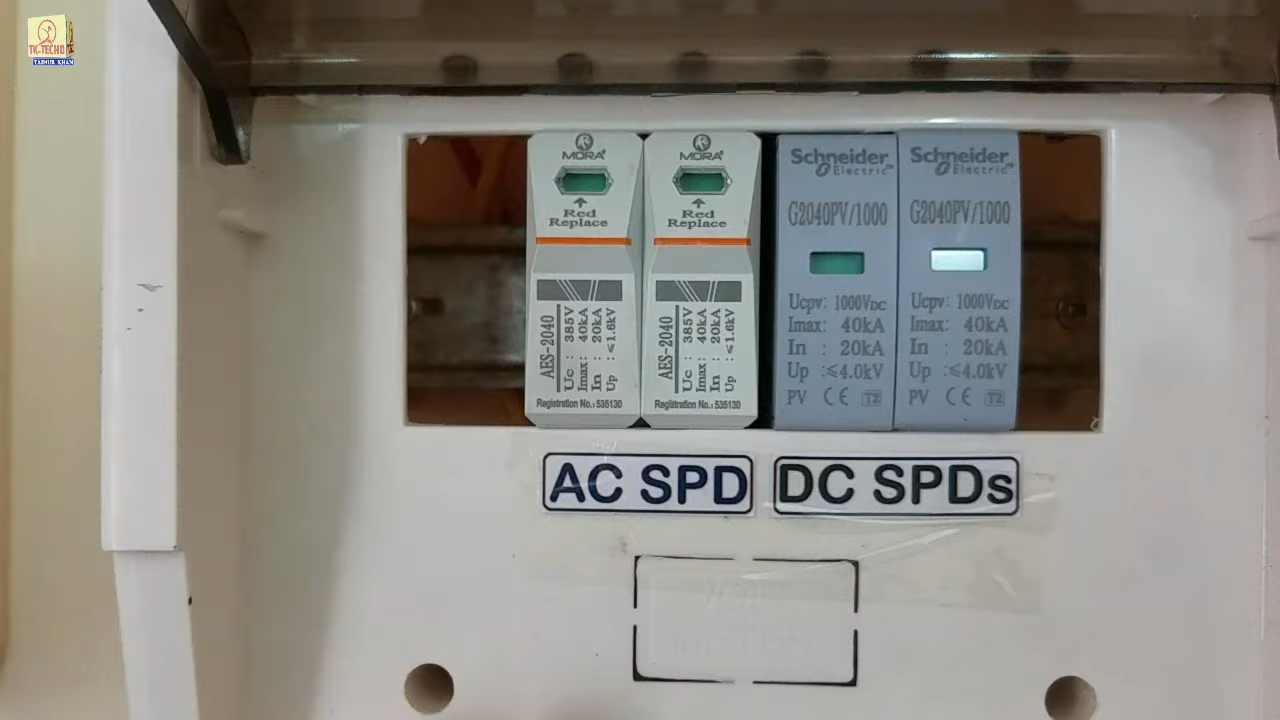 TK-TECHO
TAIMUR KHAN
MORA
Red
Replace
AES-2040
Uc : 385V
Imax: 40kA
In : 20kA
Up : ≤1.6kV
Registration No.: 535130
MORA
Red
Replace
AES-2040
Uc : 385V
Imax: 40kA
In : 20kA
Up : ≤1.6kV
Registration No.: 535130
Schneider
Electric™
G2040PV/1000
Ucpv: 1000VDC
Imax: 40kA
In : 20kA
Up :≤4.0kV
PV CE T2
Schneider
Electric™
G2040PV/1000
Ucpv: 1000VDC
Imax: 40kA
In : 20kA
Up :≤4.0kV
PV CE T2
AC SPD
DC SPDs